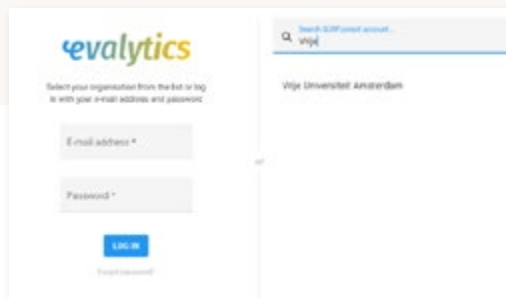 evalytics
Select your organisation from the list or log
in with your e-mail address and password
E-mail address *
Password *
LOG IN
Forgot password?
or
Search SURFconext account...
Vrije
Vrije Universiteit Amsterdam